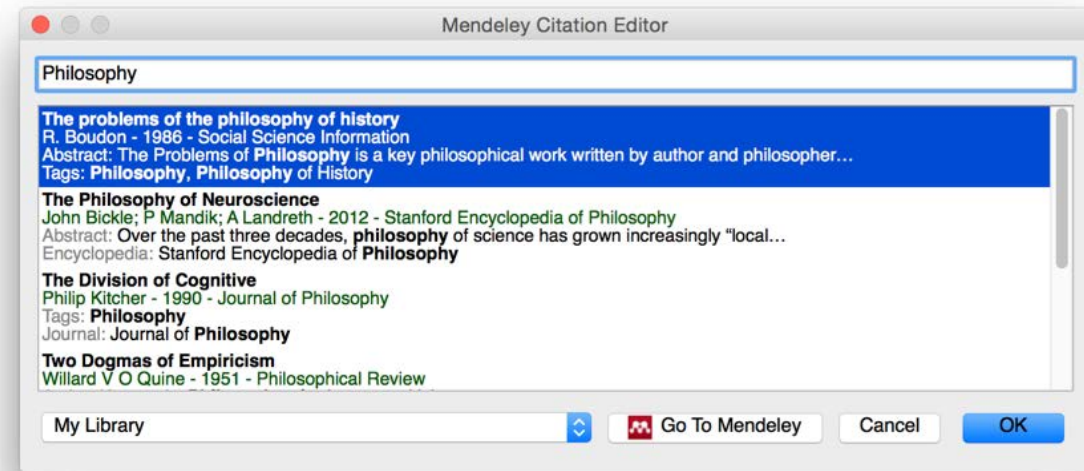 Mendeley Citation Editor
Philosophy
The problems of the philosophy of history
R. Boudon - 1986 - Social Science Information
Abstract: The Problems of Philosophy is a key philosophical work written by author and philosopher...
Tags: Philosophy, Philosophy of History
The Philosophy of Neuroscience
John Bickle; P Mandik; A Landreth - 2012 - Stanford Encyclopedia of Philosophy
Abstract: Over the past three decades, philosophy of science has grown increasingly “local...
Encyclopedia: Stanford Encyclopedia of Philosophy
The Division of Cognitive
Philip Kitcher - 1990 - Journal of Philosophy
Tags: Philosophy
Journal: Journal of Philosophy
Two Dogmas of Empiricism
Willard V O Quine - 1951 - Philosophical Review
My Library
Go To Mendeley
Cancel
OK